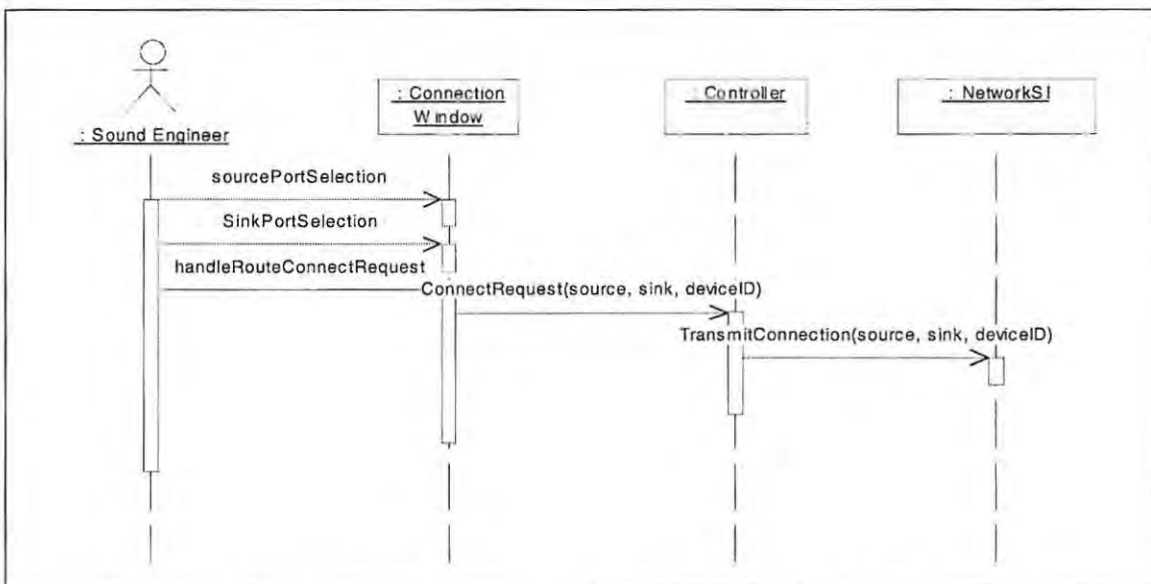 : Sound Engineer
: Connection
Window
: Controller
: NetworkSI
sourcePortSelection
SinkPortSelection
handleRouteConnectRequest
ConnectRequest(source, sink, deviceID)
TransmitConnection(source, sink, deviceID)